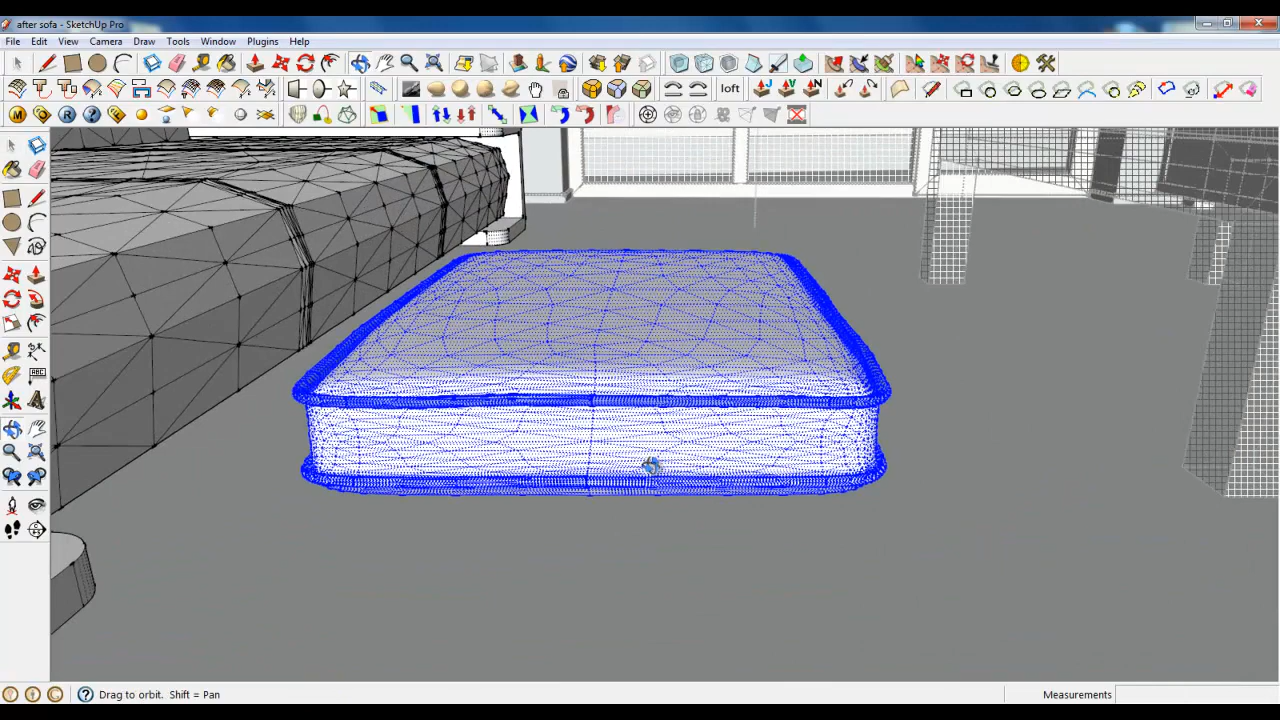 after sofa - SketchUp Pro
File Edit View Camera Draw Tools Window Plugins Help
loft
M R ?
ABC
Drag to orbit. Shift = Pan
Measurements